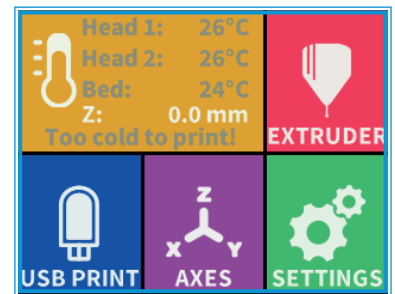 Head 1: 26°C
Head 2: 26°C
Bed: 24°C
Z: 0.0 mm
Too cold to print!
EXTRUDER
USB PRINT
Z
X Y
AXES
SETTINGS